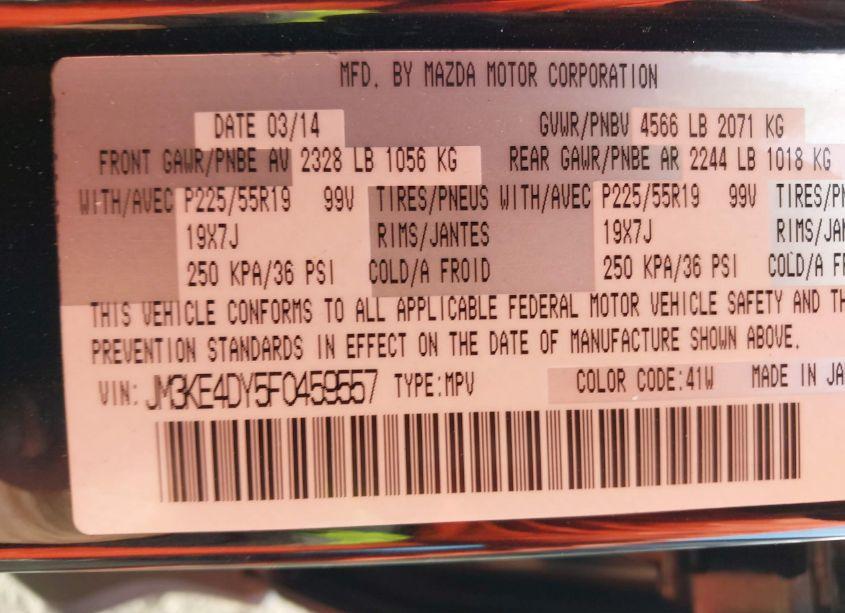 MFD. BY MAZDA MOTOR CORPORATION
DATE 03/14 GVWR/PNBV 4566 LB 2071 KG
FRONT GAWR/PNBE AV 2328 LB 1056 KG REAR GAWR/PNBE AR 2244 LB 1018 KG
WITH/AVEC P225/55R19 99V TIRES/PNEUS WITH/AVEC P225/55R19 99V TIRES/PN
19X7J RIMS/JANTES 19X7J RIMS/JANTE
250 KPA/36 PSI COLD/A FROID 250 KPA/36 PSI COLD/A F
THIS VEHICLE CONFORMS TO ALL APPLICABLE FEDERAL MOTOR VEHICLE SAFETY AND TH
PREVENTION STANDARDS IN EFFECT ON THE DATE OF MANUFACTURE SHOWN ABOVE.
VIN: JM3KE4DY5F0459557 TYPE:MPV COLOR CODE:41W MADE IN JA